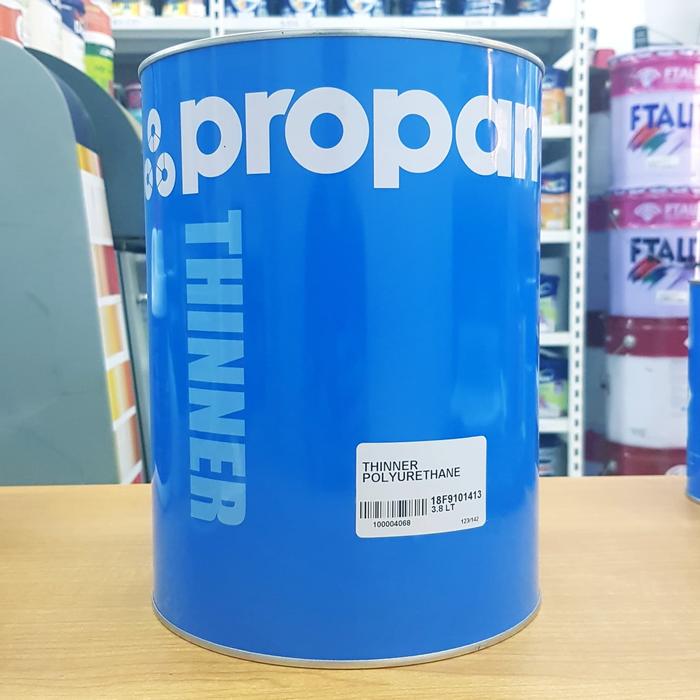 propan
THINNER
THINNER
POLYURETHANE
18F9101413
3.8 LT
100004068
123/142
FTALI
FTALI